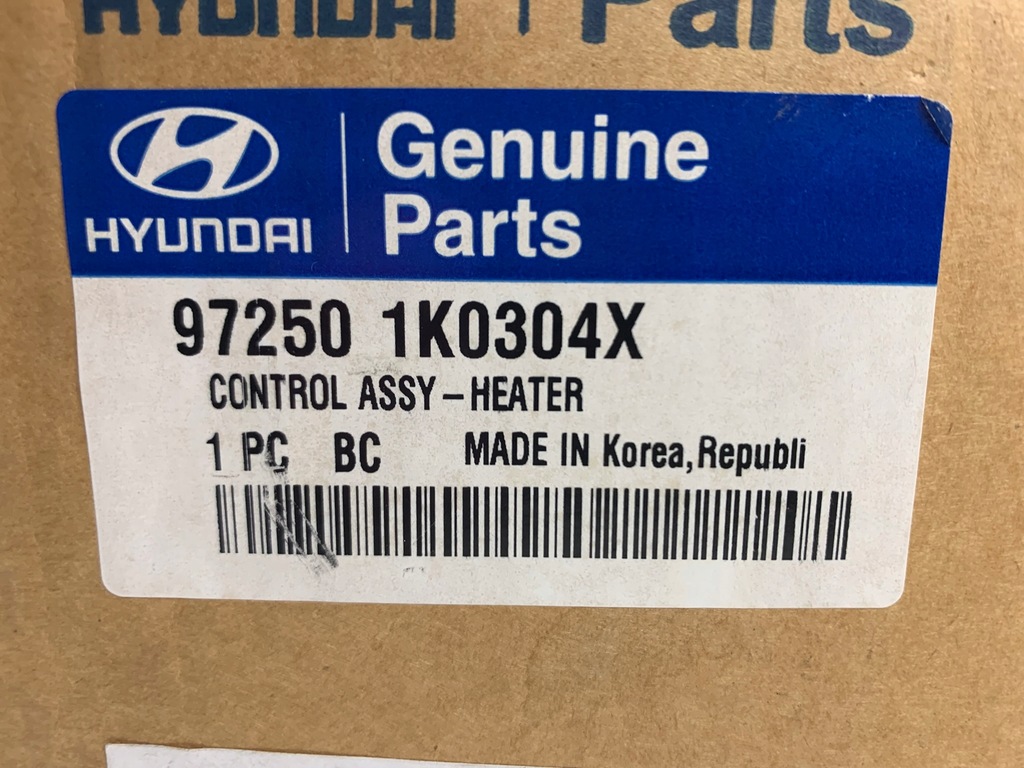 HYUNDAI | Parts
HYUNDAI
Genuine
Parts
97250 1K0304X
CONTROL ASSY-HEATER
1 PC BC MADE IN Korea,Republi